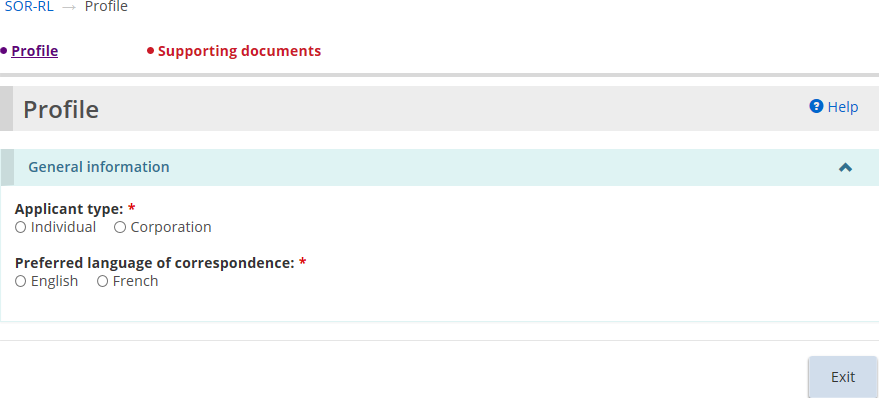 SOR-RL → Profile
• Profile • Supporting documents
Profile
? Help
General information
Applicant type: *
Individual Corporation
Preferred language of correspondence: *
English French
Exit